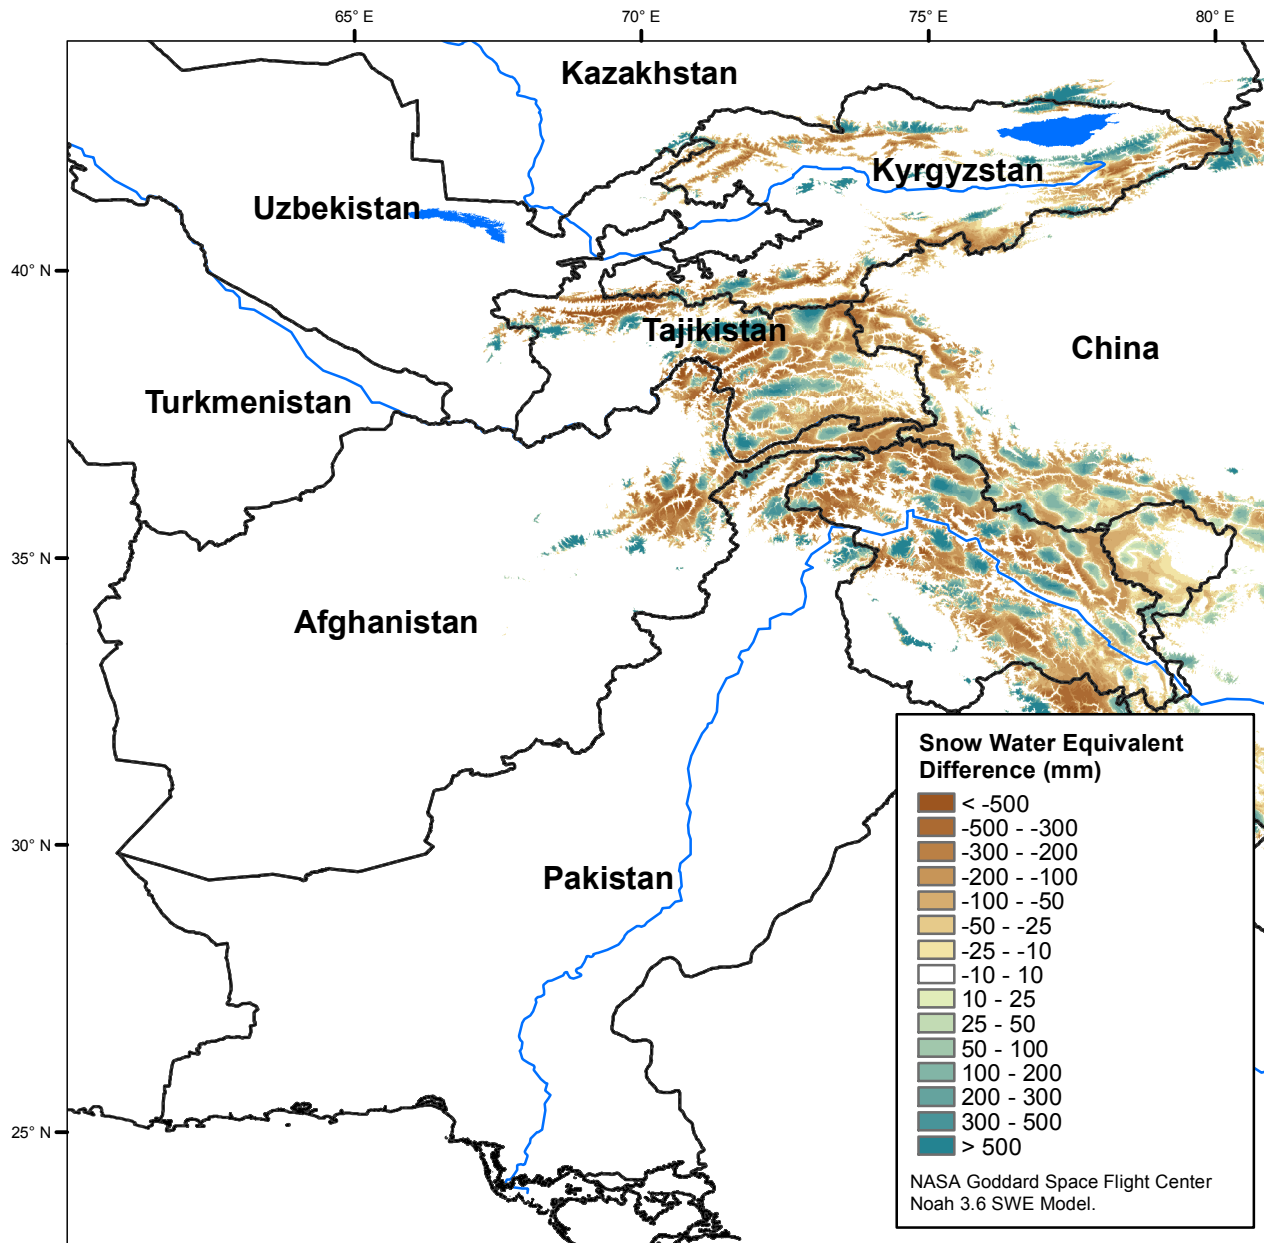 65° E
70° E
75° E
80° E
Kazakhstan
Kyrgyzstan
Uzbekistan
40° N
Tajikistan
China
Turkmenistan
35° N
Afghanistan
Snow Water Equivalent
Difference (mm)
< -500
-500 - -300
-300 - -200
-200 - -100
-100 - -50
-50 - -25
-25 - -10
-10 - 10
10 - 25
25 - 50
50 - 100
100 - 200
200 - 300
300 - 500
> 500
NASA Goddard Space Flight Center
Noah 3.6 SWE Model.
30° N
Pakistan
25° N